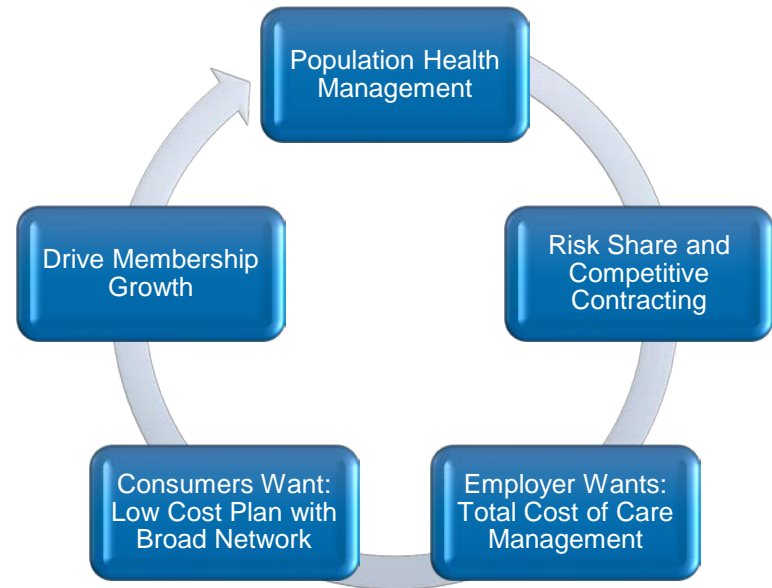 Population Health
Management
Risk Share and
Competitive
Contracting
Employer Wants:
Total Cost of Care
Management
Consumers Want:
Low Cost Plan with
Broad Network
Drive Membership
Growth